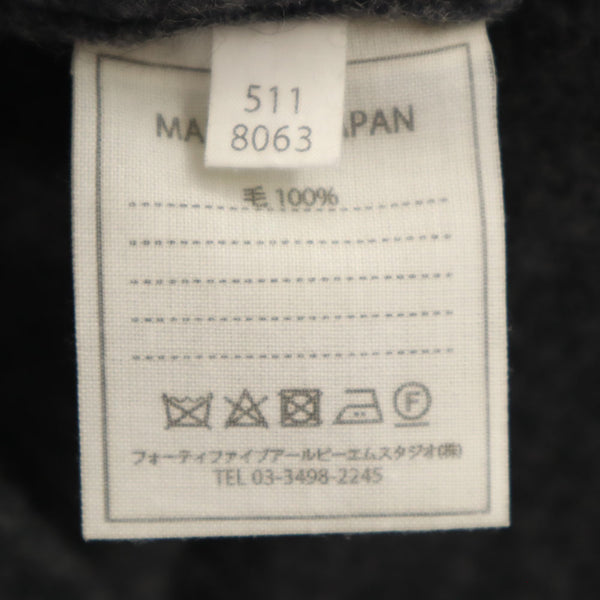 511
8063
MA APAN
毛 100%
F
フォーティファイブアールピーエムスタジオ(株)
TEL 03-3498-2245